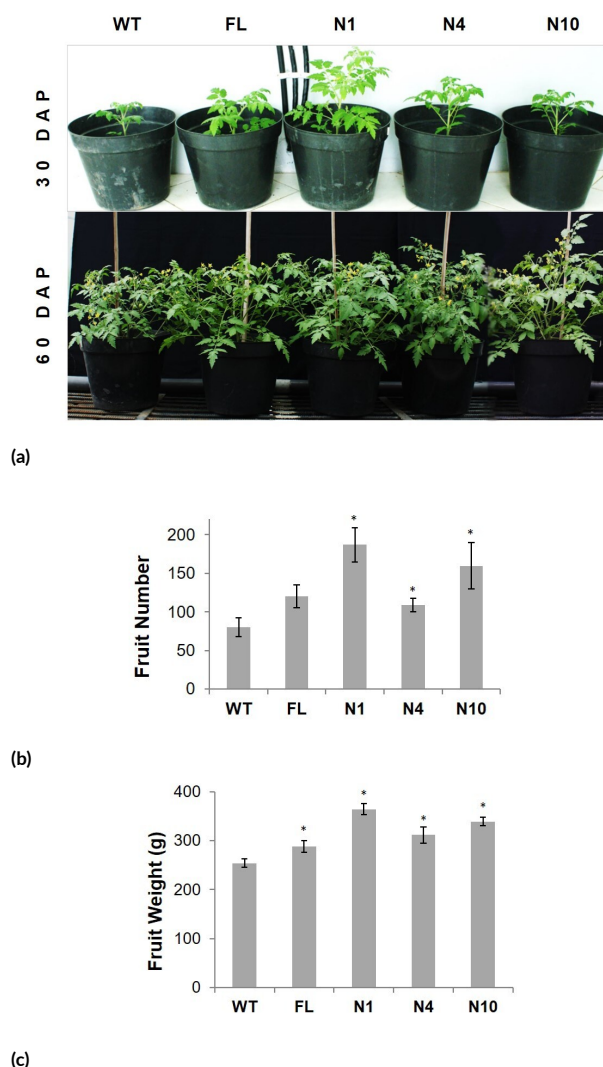 WT FL N1 N4 N10
30 DAP
60 DAP
(a)
Fruit Number
200
150
100
50
0
* * *
WT FL N1 N4 N10
(b)
Fruit Weight (g)
400
300
200
100
0
* * * *
WT FL N1 N4 N10
(c)